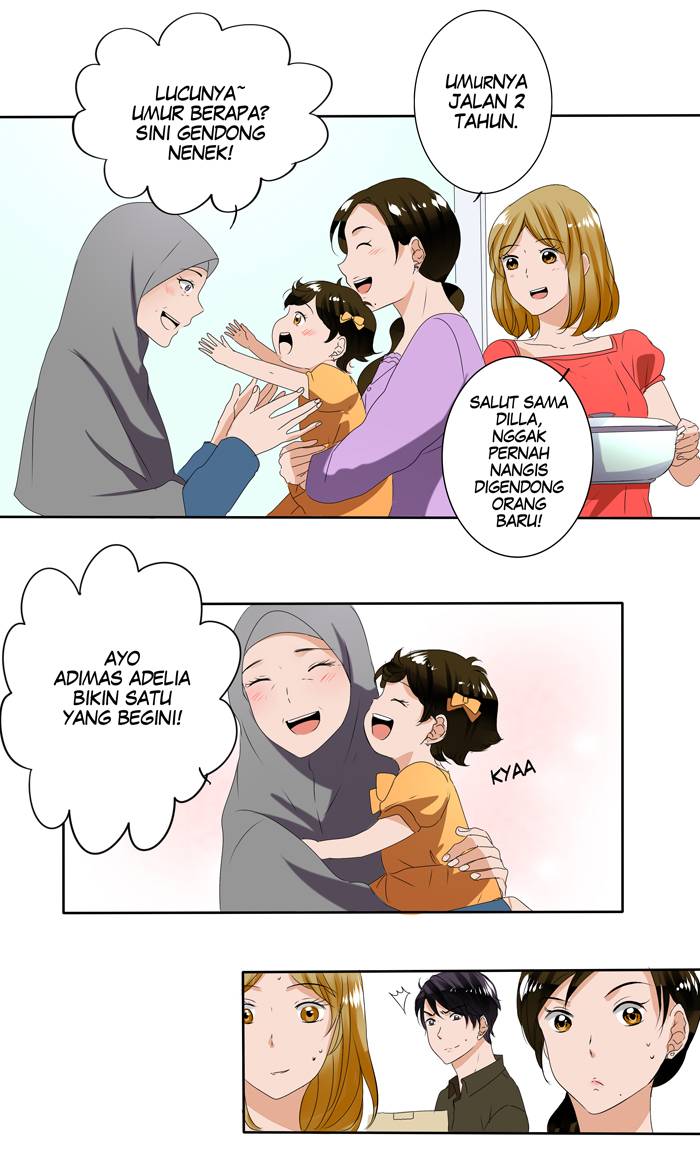 LUCUNYA~
UMUR BERAPA?
SINI GENDONG
NENEK!
UMURNYA
JALAN 2
TAHUN.
SALUT SAMA
DILLA,
NGGAK
PERNAH
NANGIS
DIGENDONG
ORANG
BARU!
AYO
ADIMAS ADELIA
BIKIN SATU
YANG BEGINI!
KYAA